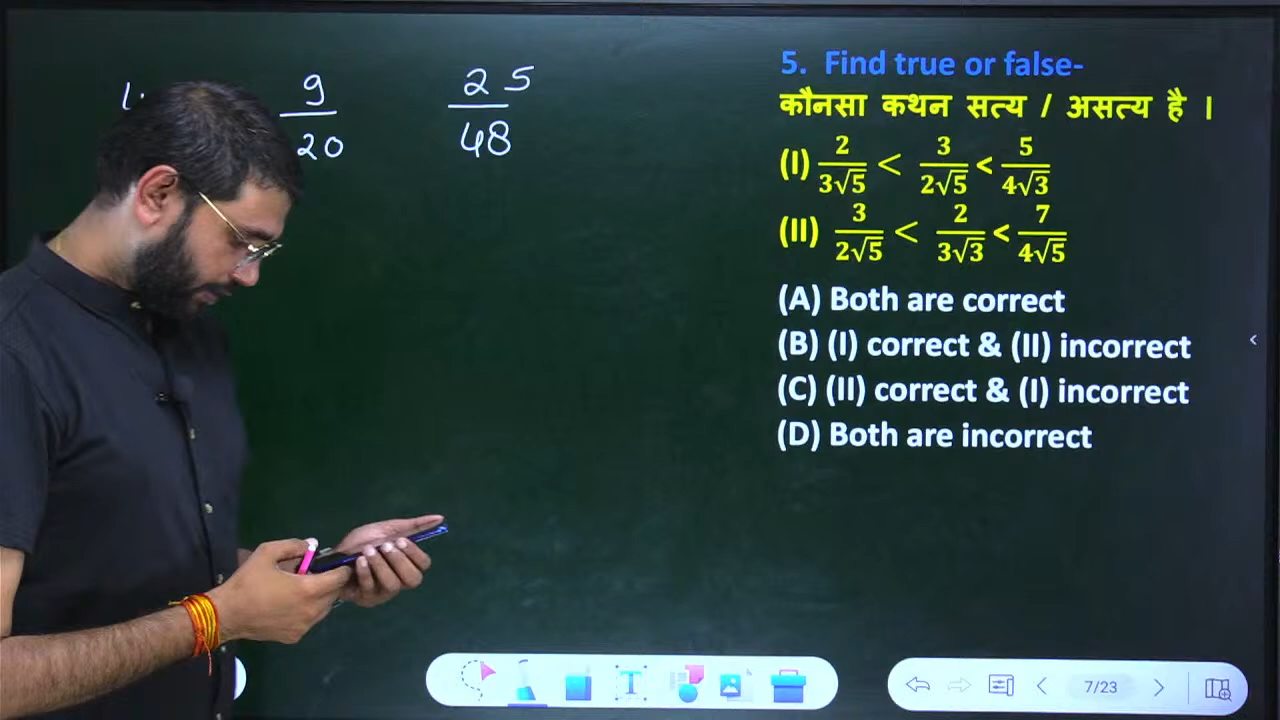 9/20 25/48
5. Find true or false-
कौनसा कथन सत्य / असत्य है ।
(I) 2/3√5 < 3/2√5 < 5/4√3
(II) 3/2√5 < 2/3√3 < 7/4√5
(A) Both are correct
(B) (I) correct & (II) incorrect
(C) (II) correct & (I) incorrect
(D) Both are incorrect
7/23